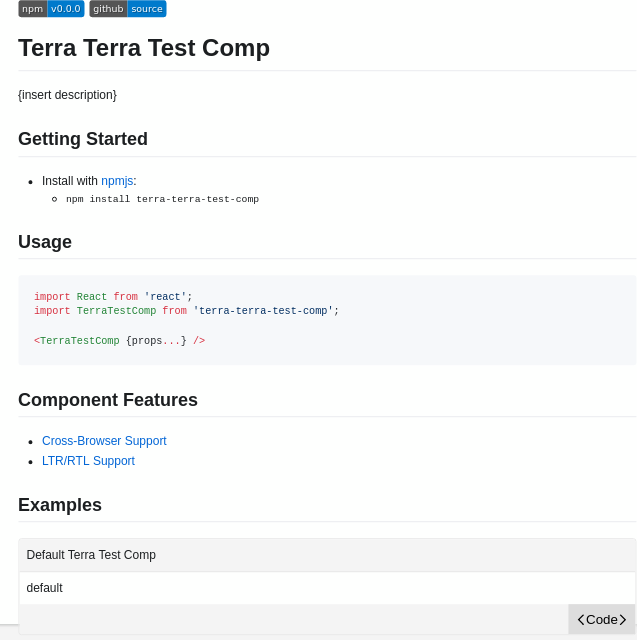 npm v0.0.0 github source
Terra Terra Test Comp
{insert description}
Getting Started
Install with npmjs:
npm install terra-terra-test-comp
Usage
import React from 'react';
import TerraTestComp from 'terra-terra-test-comp';
<TerraTestComp {props...} />
Component Features
Cross-Browser Support
LTR/RTL Support
Examples
Default Terra Test Comp
default
<Code>